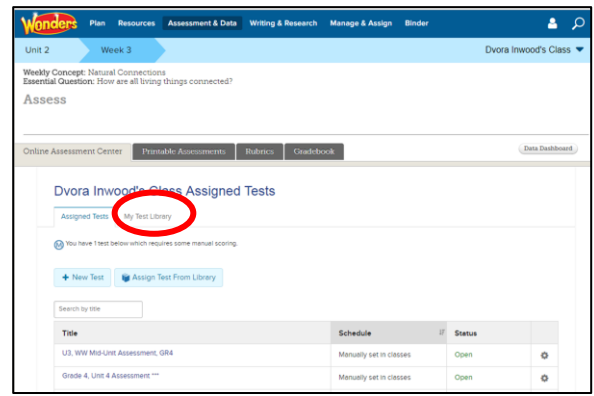 Wonders Plan Resources Assessment & Data Writing & Research Manage & Assign Binder
Unit 2 Week 3 Dvora Inwood's Class
Weekly Concept: Natural Connections
Essential Question: How are all living things connected?
Assess
Online Assessment Center Printable Assessments Rubrics Gradebook Data Dashboard
Dvora Inwood's Class Assigned Tests
Assigned Tests My Test Library
M You have 1 test below which requires some manual scoring.
+ New Test Assign Test From Library
Search by title
Title Schedule Status
U3, WW Mid-Unit Assessment, GR4 Manually set in classes Open
Grade 4, Unit 4 Assessment *** Manually set in classes Open